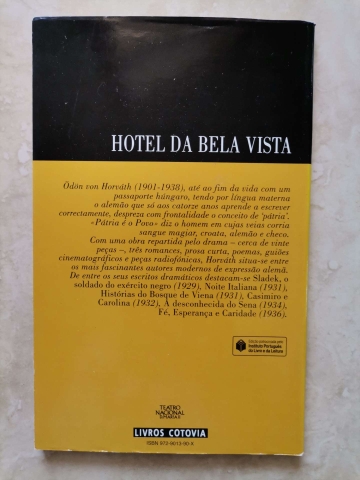 HOTEL DA BELA VISTA
Ödön von Horváth (1901-1938), até ao fim da vida com um
passaporte húngaro, tendo por língua materna
o alemão que só aos catorze anos aprende a escrever
correctamente, despreza com frontalidade o conceito de 'pátria'.
«Pátria é o Povo» diz o homem em cujas veias corria
sangue magiar, croata, alemão e checo.
Com uma obra repartida pelo drama – cerca de vinte
peças –, três romances, prosa curta, poemas, guiões
cinematográficos e peças radiofónicas, Horváth situa-se entre
os mais fascinantes autores modernos de expressão alemã.
De entre os seus escritos dramáticos destacam-se Sladek, o
soldado do exército negro (1929), Noite Italiana (1931),
Histórias do Bosque de Viena (1931), Casimiro e
Carolina (1932), A desconhecida do Sena (1934),
Fé, Esperança e Caridade (1936).
Instituto Português
do Livro e da Leitura
TEATRO
NACIONAL
D.MARIA II
LIVROS COTOVIA